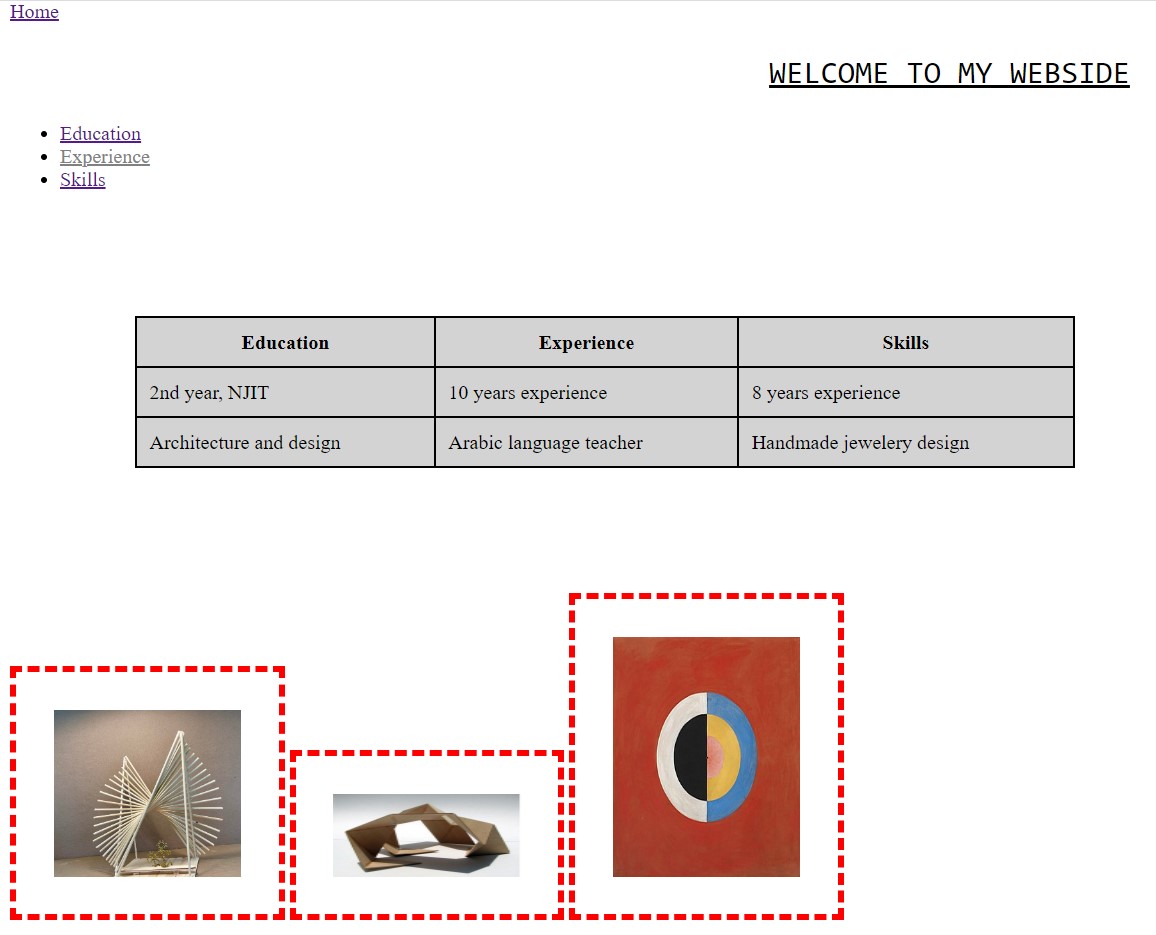 Home
WELCOME TO MY WEBSIDE
Education
Experience
Skills
Education Experience Skills
2nd year, NJIT 10 years experience 8 years experience
Architecture and design Arabic language teacher Handmade jewelery design